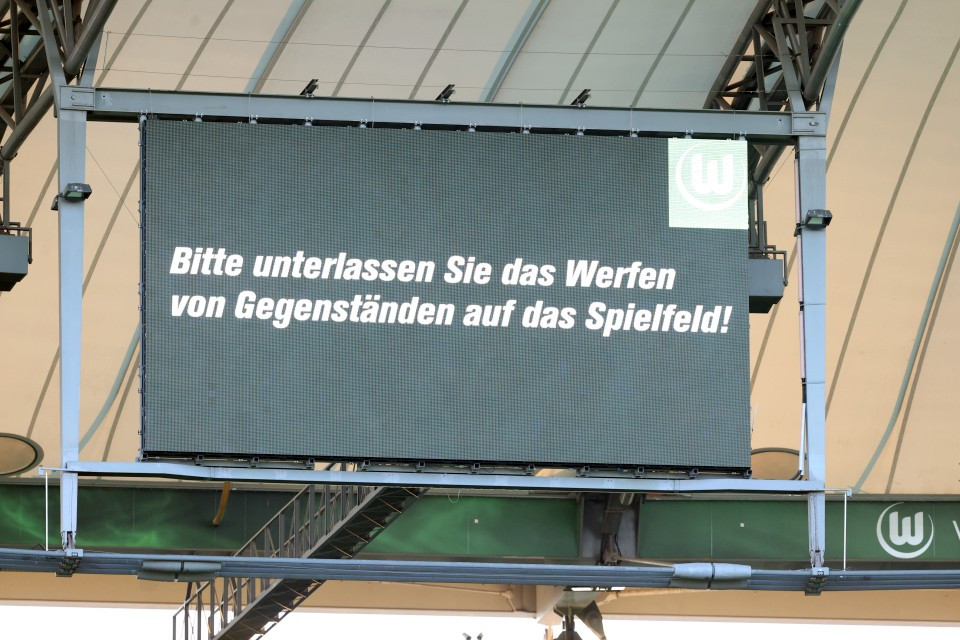 W
Bitte unterlassen Sie das Werfen
von Gegenständen auf das Spielfeld!
W V